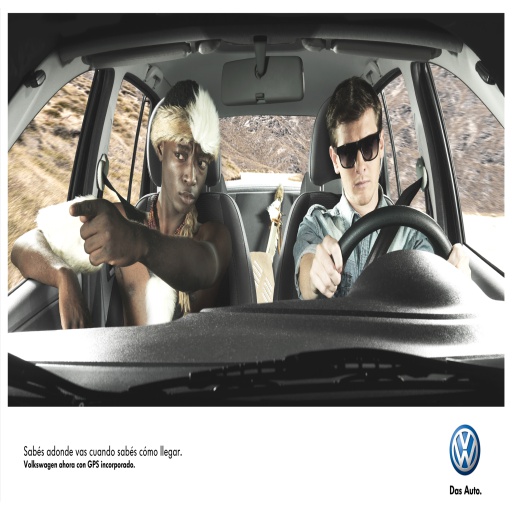 Sabés adonde vas cuando sabés cómo llegar.
Volkswagen ahora con GPS incorporado.
Das Auto.